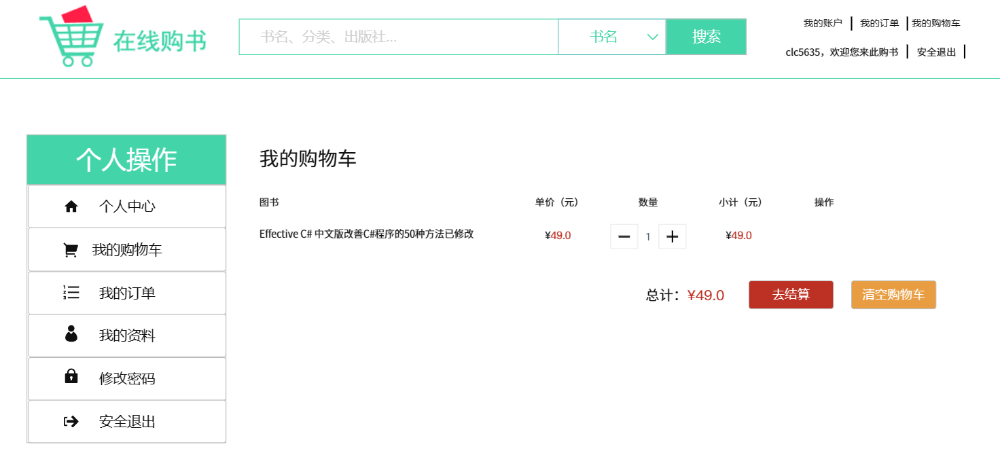 在线购书
书名、分类、出版社...
书名
搜索
我的账户
我的订单
我的购物车
clc5635，欢迎您来此购书
安全退出
个人操作
个人中心
我的购物车
我的订单
我的资料
修改密码
安全退出
我的购物车
图书 单价（元） 数量 小计（元） 操作
Effective C# 中文版改善C#程序的50种方法已修改 ¥49.0 1 ¥49.0
总计：¥49.0 去结算 清空购物车